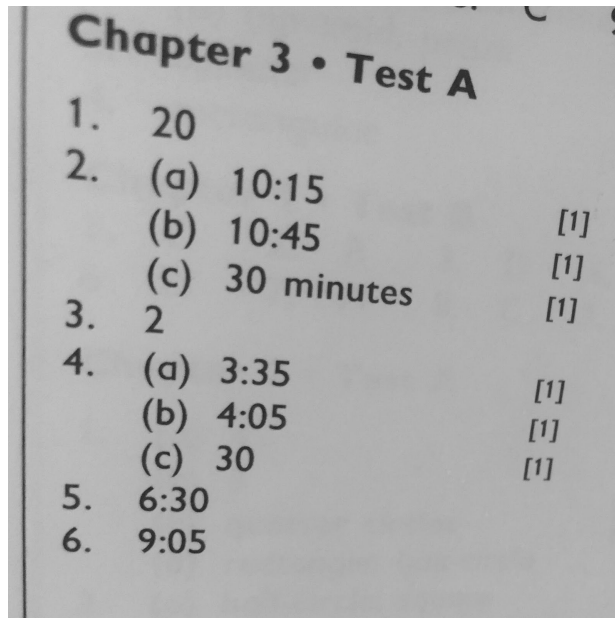 Chapter 3 • Test A
1. 20
2. (a) 10:15 [1]
(b) 10:45 [1]
(c) 30 minutes [1]
3. 2
4. (a) 3:35 [1]
(b) 4:05 [1]
(c) 30 [1]
5. 6:30
6. 9:05